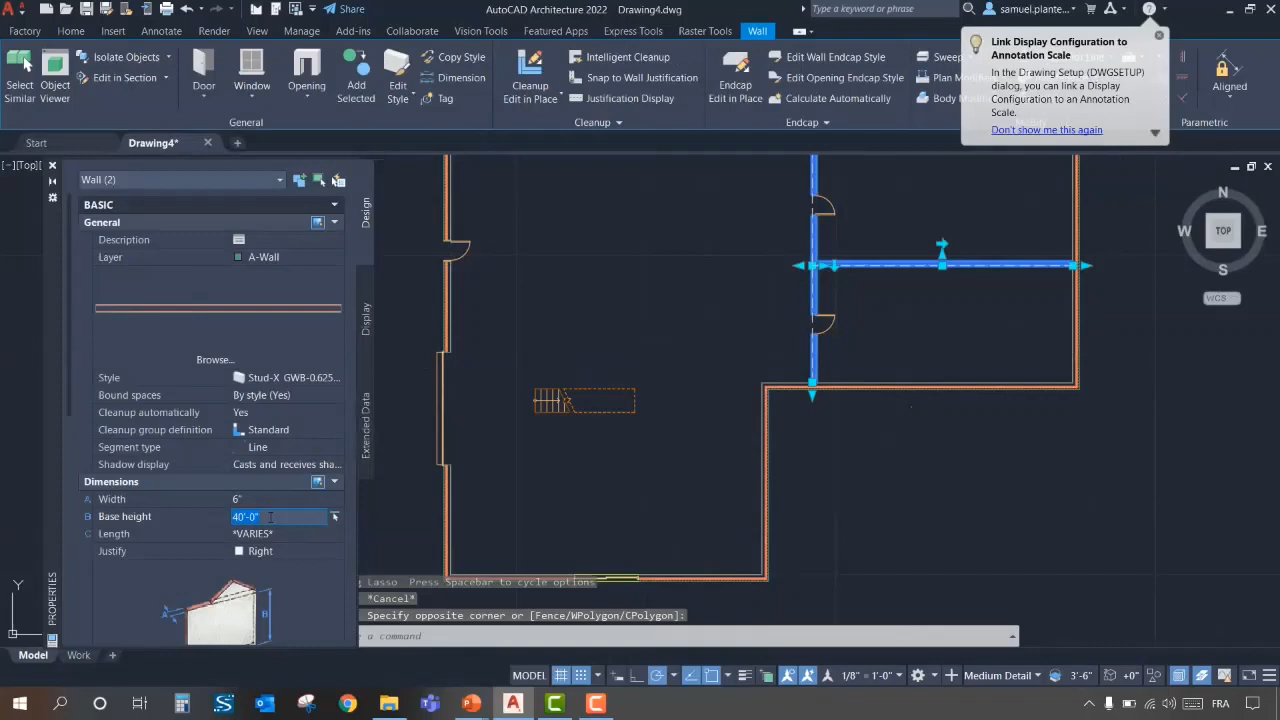 Share
AutoCAD Architecture 2022 Drawing4.dwg
Type a keyword or phrase
samuel.plante...
Factory Home Insert Annotate Render View Manage Add-ins Collaborate Vision Tools Featured Apps Express Tools Raster Tools Wall
Select Similar
Object Viewer
Isolate Objects
Edit in Section
Door
Window
Opening
Add Selected
Edit Style
Copy Style
Dimension
Tag
General
Cleanup Edit in Place
Intelligent Cleanup
Snap to Wall Justification
Justification Display
Cleanup
Endcap Edit in Place
Edit Wall Endcap Style
Edit Opening Endcap Style
Calculate Automatically
Endcap
Sweep
Plan Mod
Body Mo
Aligned
Parametric
Link Display Configuration to
Annotation Scale
In the Drawing Setup (DWGSETUP)
dialog, you can link a Display
Configuration to an Annotation
Scale.
Don't show me this again
Start Drawing4*
[−][Top]
Wall (2)
BASIC
General
Description
Layer A-Wall
Browse...
Style Stud-X GWB-0.625...
Bound spaces By style (Yes)
Cleanup automatically Yes
Cleanup group definition Standard
Segment type Line
Shadow display Casts and receives sha...
Dimensions
A Width 6"
B Base height 40'-0"
C Length *VARIES*
Justify Right
A
B
Design
Display
Extended Data
PROPERTIES
N
W TOP E
S
WCS
Y
X
Lasso Press Spacebar to cycle options
*Cancel*
Specify opposite corner or [Fence/WPolygon/CPolygon]:
a command
Model Work
MODEL 1/8" = 1'-0" Medium Detail 3'-6" +0"
FRA